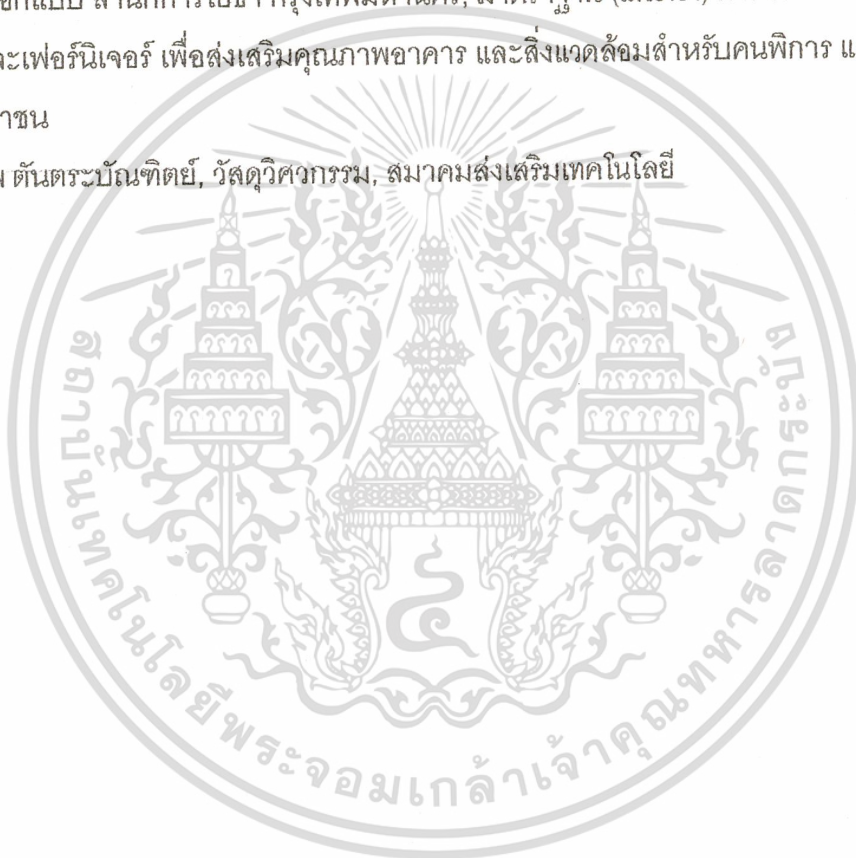 ะเฟอร์นิเจอร์ เพื่อส่งเสริมคุณภาพอาคาร และสิ่งแวดล้อมสำหรับคนพิการ แ
าชน
ตันตระบัณฑิตย์, วัสดุวิศวกรรม, สมาคมส่งเสริมเทคโนโลยี
สถาบันเทคโนโลยีพระจอมเกล้าเจ้าคุณทหารลาดกระบัง